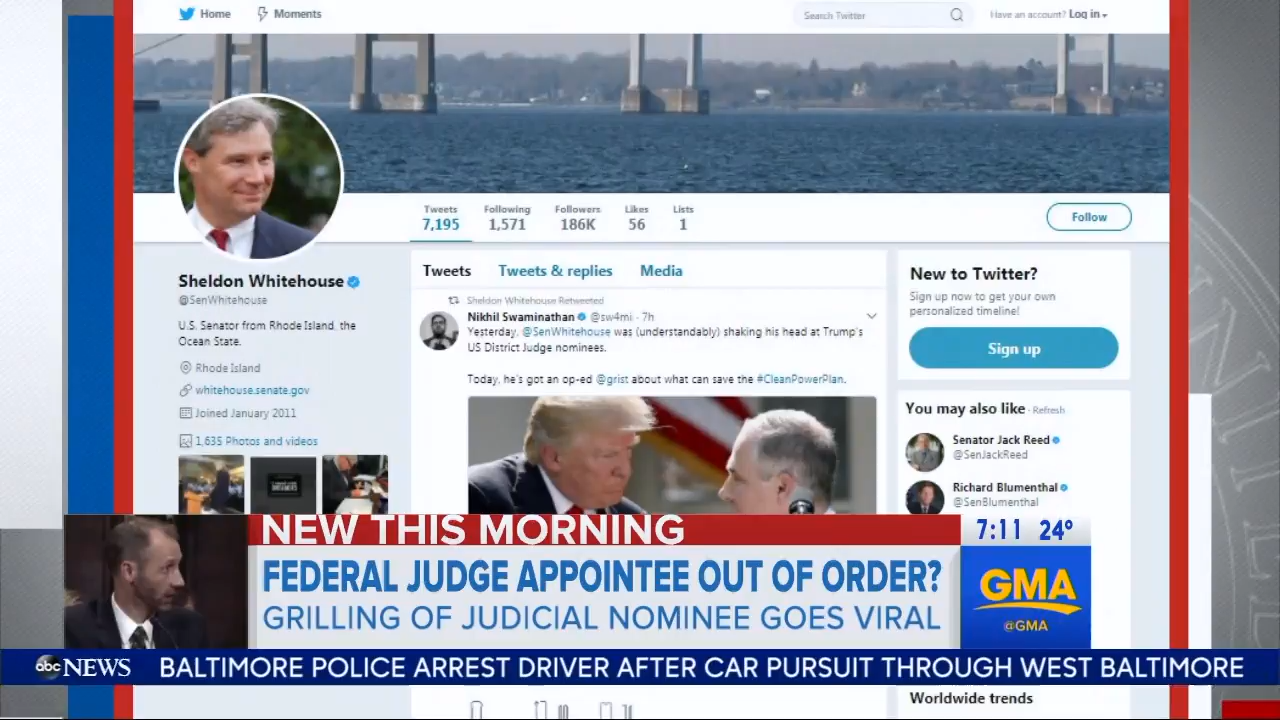 Home
Moments
Search Twitter
Have an account? Log in
Tweets
7,195
Following
1,571
Followers
186K
Likes
56
Lists
1
Follow
Sheldon Whitehouse
@SenWhitehouse
U.S. Senator from Rhode Island, the
Ocean State.
Rhode Island
whitehouse.senate.gov
Joined January 2011
1,635 Photos and videos
Tweets
Tweets & replies
Media
Sheldon Whitehouse Retweeted
Nikhil Swaminathan @sw4mi · 7h
Yesterday, @SenWhitehouse was (understandably) shaking his head at Trump's
US District Judge nominees.
Today, he's got an op-ed @grist about what can save the #CleanPowerPlan.
New to Twitter?
Sign up now to get your own
personalized timeline!
Sign up
You may also like · Refresh
Senator Jack Reed
@SenJackReed
Richard Blumenthal
@SenBlumenthal
NEW THIS MORNING
FEDERAL JUDGE APPOINTEE OUT OF ORDER?
GRILLING OF JUDICIAL NOMINEE GOES VIRAL
7:11 24°
GMA
@GMA
abc NEWS
BALTIMORE POLICE ARREST DRIVER AFTER CAR PURSUIT THROUGH WEST BALTIMORE
Worldwide trends